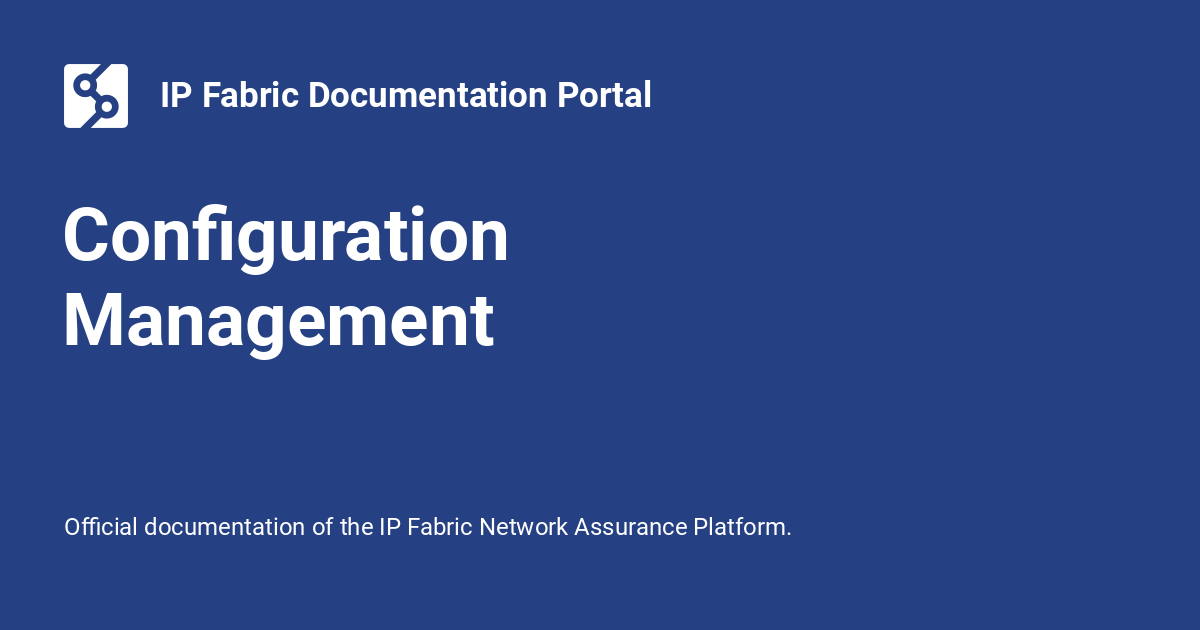 IP Fabric Documentation Portal
Configuration
Management
Official documentation of the IP Fabric Network Assurance Platform.